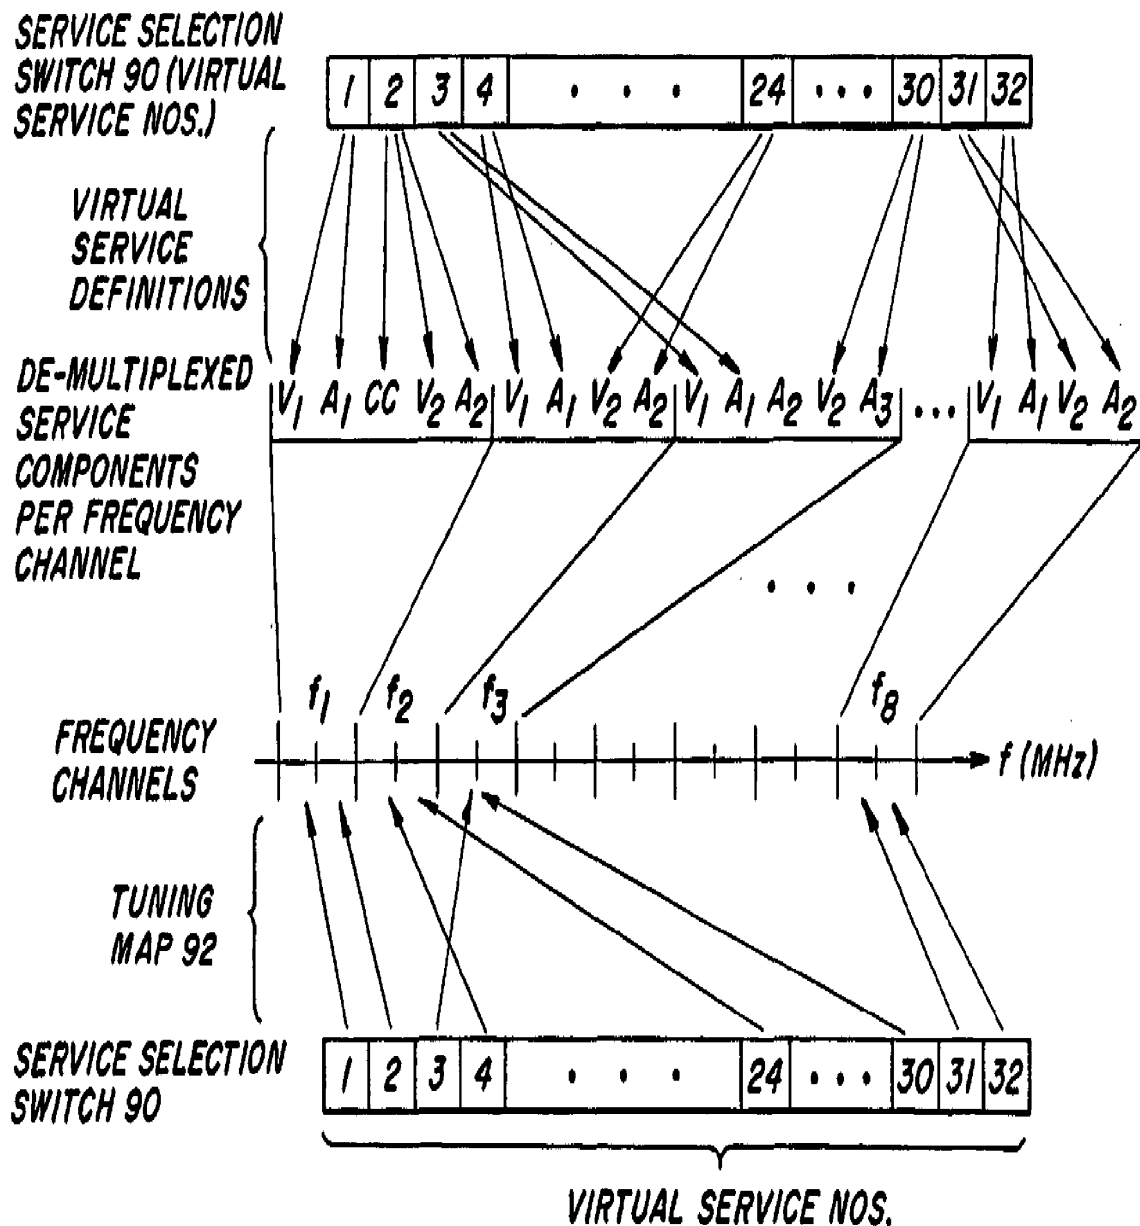 SERVICE SELECTION
SWITCH 90 (VIRTUAL
SERVICE NOS.)
1 2 3 4 . . . 24 ... 30 31 32
VIRTUAL
SERVICE
DEFINITIONS
DE-MULTIPLEXED
SERVICE
COMPONENTS
PER FREQUENCY
CHANNEL
V1 A1 CC V2 A2 V1 A1 V2 A2 V1 A1 A2 V2 A3 ... V1 A1 V2 A2
. . .
f1 f2 f3 f8
FREQUENCY
CHANNELS
f (MHz)
TUNING
MAP 92
SERVICE SELECTION
SWITCH 90
1 2 3 4 . . . 24 ... 30 31 32
VIRTUAL SERVICE NOS.